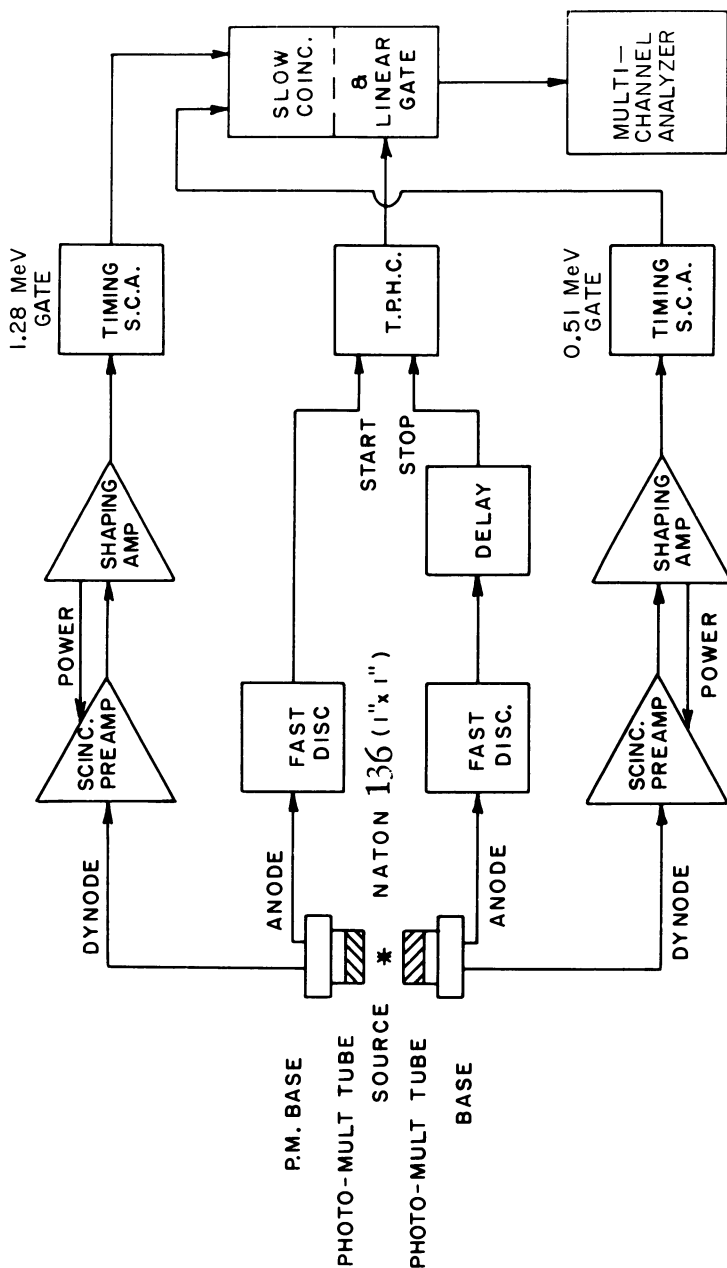 1.28 MeV
GATE
TIMING
S.C.A.
SHAPING
AMP
POWER
SCINC.
PREAMP
DYNODE
SLOW
COINC.
&
LINEAR
GATE
MULTI-
CHANNEL
ANALYZER
T.P.H.C.
START
STOP
DELAY
FAST
DISC
FAST
DISC.
ANODE
ANODE
NATON 136 (1"x 1")
P.M. BASE
PHOTO-MULT TUBE
SOURCE *
PHOTO-MULT TUBE
BASE
0.51 MeV
GATE
TIMING
S.C.A.
SHAPING
AMP
POWER
SCINC.
PREAMP
DYNODE